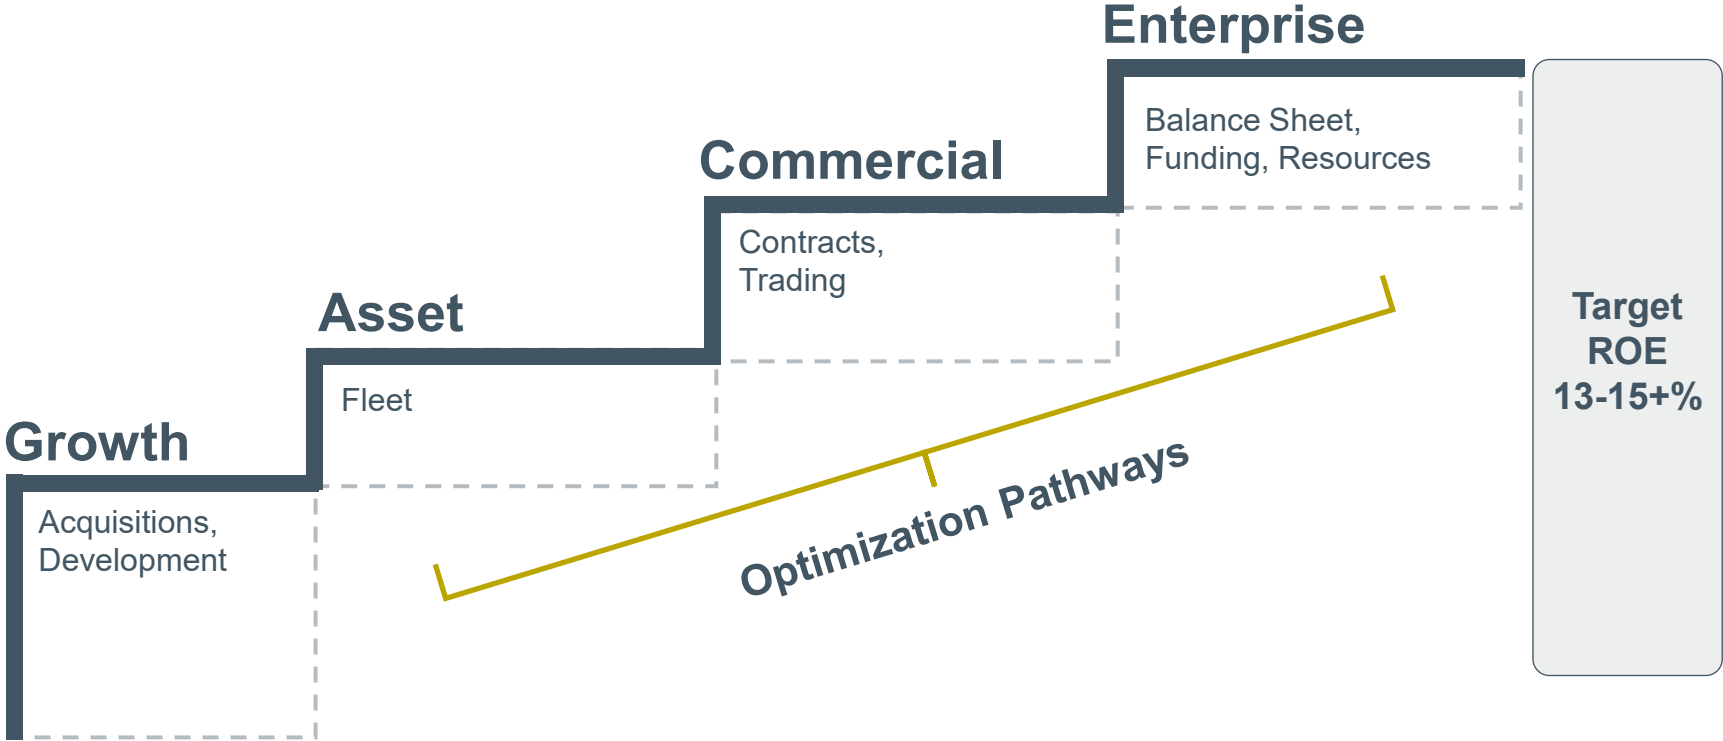 Enterprise
Balance Sheet,
Funding, Resources
Commercial
Contracts,
Trading
Asset
Fleet
Growth
Acquisitions,
Development
Optimization Pathways
Target
ROE
13-15+%